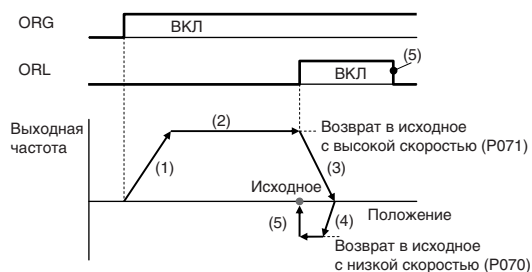 ORG
ВКЛ
ORL
ВКЛ
(5)
Выходная
частота
(2)
Возврат в исходное
с высокой скоростью (P071)
(1)
(3)
Исходное
Положение
(5)
(4)
Возврат в исходное
с низкой скоростью (P070)